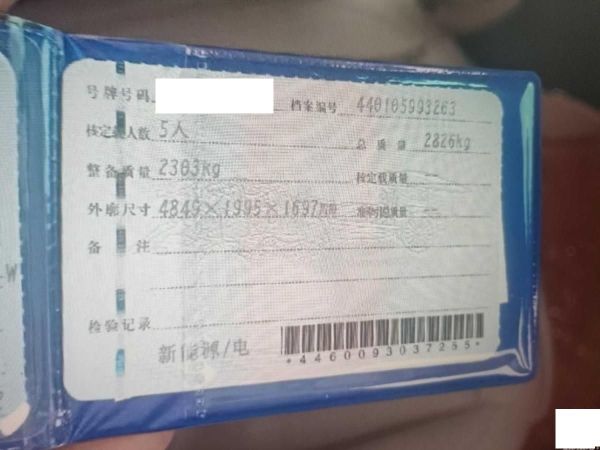 号牌号码 档案编号 440105993263
核定载人数 5人 总质量 2826kg
整备质量 2303kg 核定载质量 --
外廓尺寸 4849×1995×1697mm 准牵引总质量 --
备注
检验记录
新能源/电
*4460093037255*